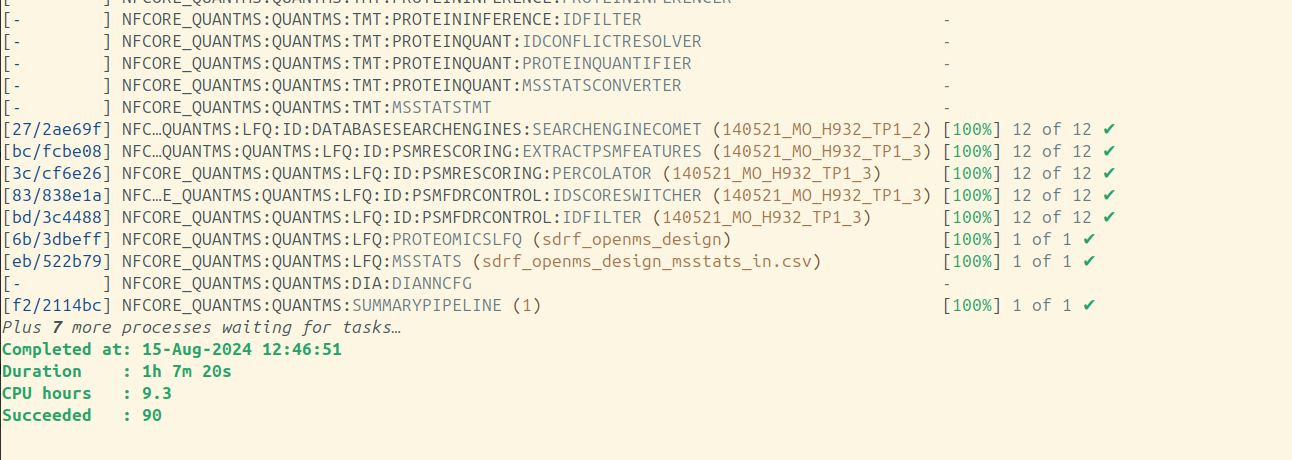 [-        ] NFCORE_QUANTMS:QUANTMS:TMT:PROTEININFERENCE:PROTEININFERENCER -
[-        ] NFCORE_QUANTMS:QUANTMS:TMT:PROTEININFERENCE:IDFILTER -
[-        ] NFCORE_QUANTMS:QUANTMS:TMT:PROTEINQUANT:IDCONFLICTRESOLVER -
[-        ] NFCORE_QUANTMS:QUANTMS:TMT:PROTEINQUANT:PROTEINQUANTIFIER -
[-        ] NFCORE_QUANTMS:QUANTMS:TMT:PROTEINQUANT:MSSTATSCONVERTER -
[-        ] NFCORE_QUANTMS:QUANTMS:TMT:MSSTATSTMT -
[27/2ae69f] NFC…QUANTMS:LFQ:ID:DATABASESEARCHENGINES:SEARCHENGINECOMET (140521_MO_H932_TP1_2) [100%] 12 of 12 ✔
[bc/fcbe08] NFC…QUANTMS:QUANTMS:LFQ:ID:PSMRESCORING:EXTRACTPSMFEATURES (140521_MO_H932_TP1_3) [100%] 12 of 12 ✔
[3c/cf6e26] NFCORE_QUANTMS:QUANTMS:LFQ:ID:PSMRESCORING:PERCOLATOR (140521_MO_H932_TP1_3) [100%] 12 of 12 ✔
[83/838e1a] NFC…E_QUANTMS:QUANTMS:LFQ:ID:PSMFDRCONTROL:IDSCORESWITCHER (140521_MO_H932_TP1_3) [100%] 12 of 12 ✔
[bd/3c4488] NFCORE_QUANTMS:QUANTMS:LFQ:ID:PSMFDRCONTROL:IDFILTER (140521_MO_H932_TP1_3) [100%] 12 of 12 ✔
[6b/3dbeff] NFCORE_QUANTMS:QUANTMS:LFQ:PROTEOMICSLFQ (sdrf_openms_design) [100%] 1 of 1 ✔
[eb/522b79] NFCORE_QUANTMS:QUANTMS:LFQ:MSSTATS (sdrf_openms_design_msstats_in.csv) [100%] 1 of 1 ✔
[-        ] NFCORE_QUANTMS:QUANTMS:DIA:DIANNCFG -
[f2/2114bc] NFCORE_QUANTMS:QUANTMS:SUMMARYPIPELINE (1) [100%] 1 of 1 ✔
Plus 7 more processes waiting for tasks…
Completed at: 15-Aug-2024 12:46:51
Duration    : 1h 7m 20s
CPU hours   : 9.3
Succeeded   : 90